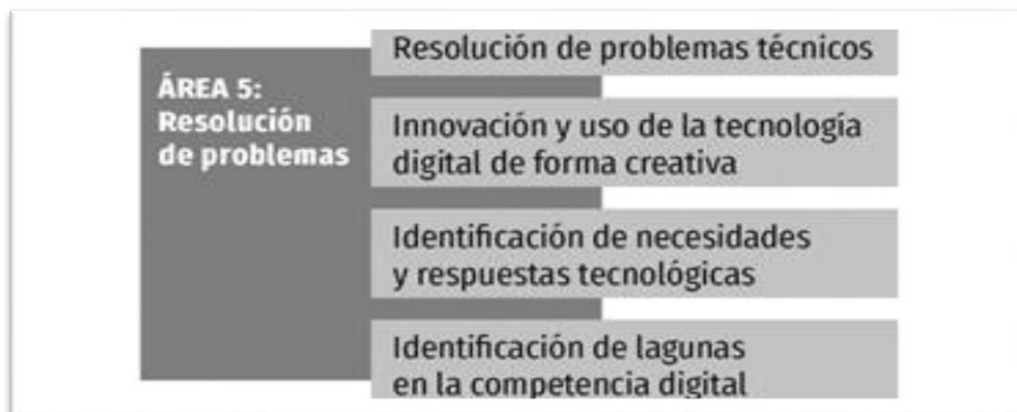 ÁREA 5:
Resolución
de problemas
Resolución de problemas técnicos
Innovación y uso de la tecnología
digital de forma creativa
Identificación de necesidades
y respuestas tecnológicas
Identificación de lagunas
en la competencia digital